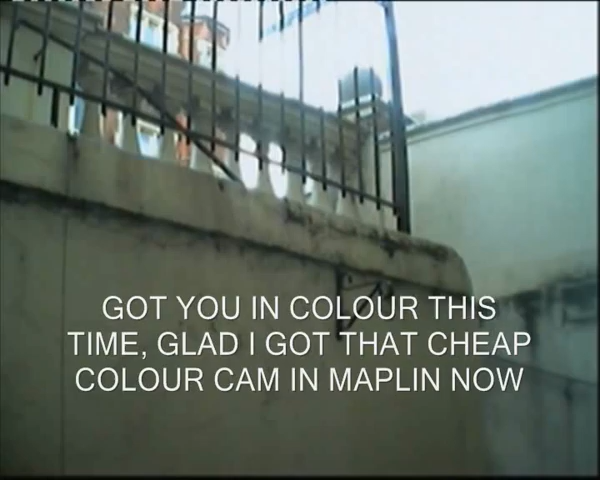 GOT YOU IN COLOUR THIS
TIME, GLAD I GOT THAT CHEAP
COLOUR CAM IN MAPLIN NOW